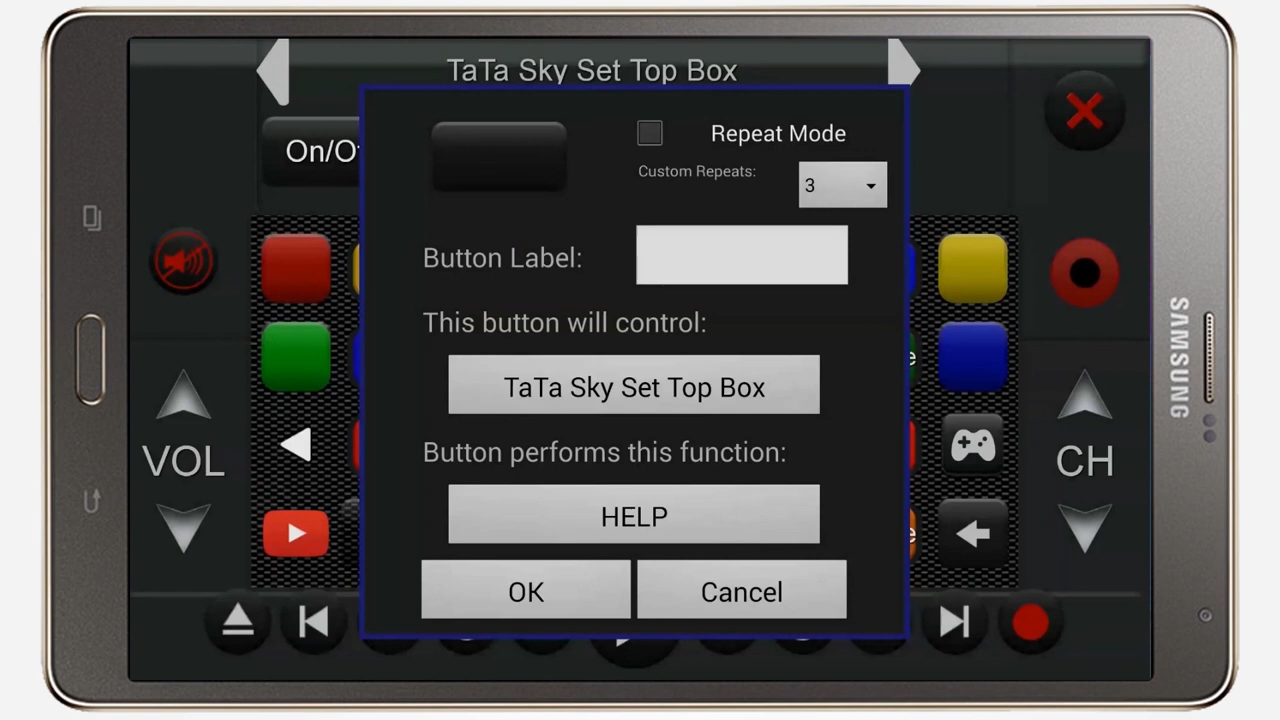 TaTa Sky Set Top Box
On/O
Repeat Mode
Custom Repeats:
3
Button Label:
This button will control:
TaTa Sky Set Top Box
Button performs this function:
HELP
OK
Cancel
VOL
CH
e
e
SAMSUNG